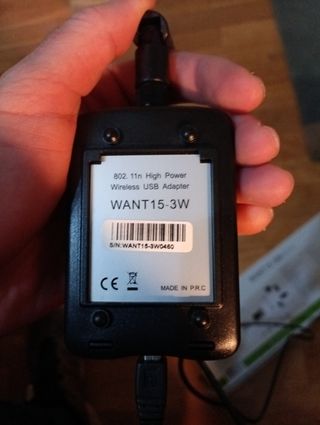 802.11n High Power
Wireless USB Adapter
WANT15-3W
S/N:WANT15-3W0460
CE
MADE IN P.R.C